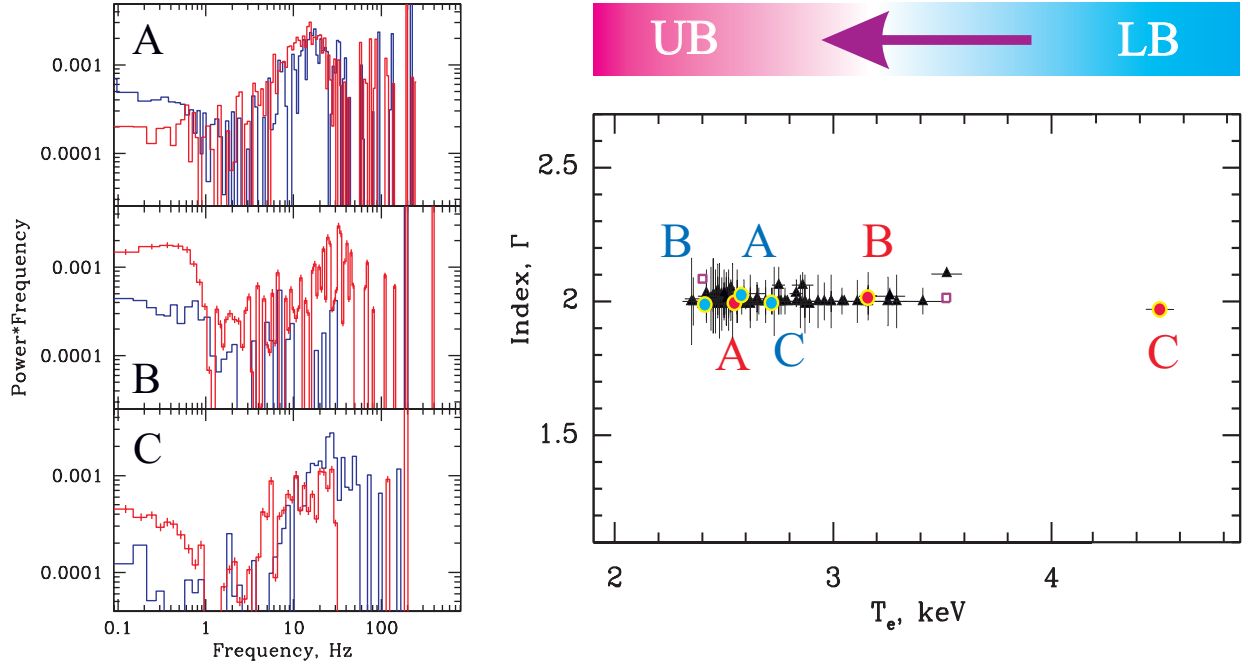 A
0.001
0.0001
B
0.001
0.0001
C
0.001
0.0001
Power*Frequency
0.1 1 10 100
Frequency, Hz
UB LB
2.5
2
1.5
Index, Γ
B A B
A C C
2 3 4
T_e, keV